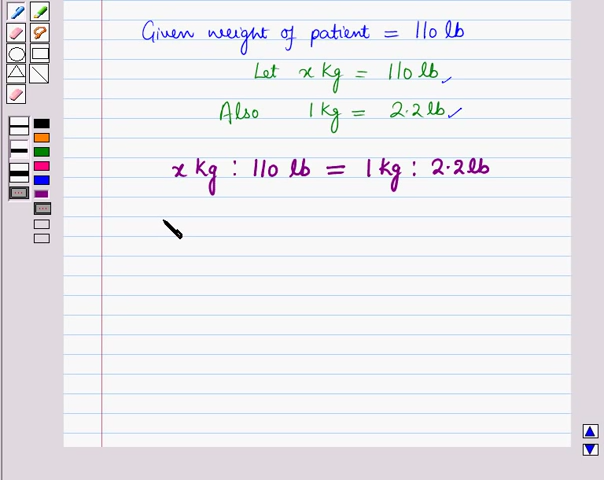 Given weight of patient = 110 lb
Let x Kg = 110 lb ✓
Also 1 Kg = 2.2 lb ✓
x Kg : 110 lb = 1 Kg : 2.2 lb